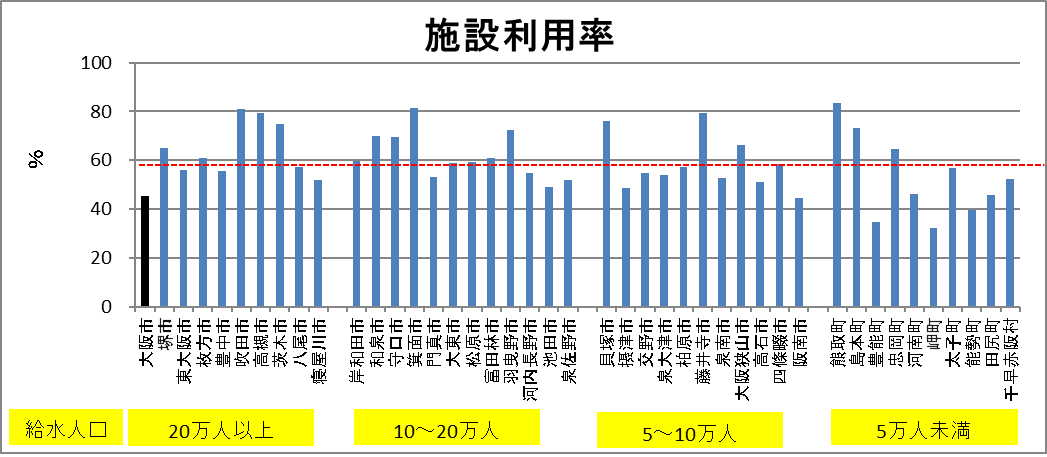 施設利用率
%
100
80
60
40
20
0
大阪市
堺市
東大阪市
枚方市
豊中市
吹田市
高槻市
茨木市
八尾市
寝屋川市
岸和田市
和泉市
守口市
箕面市
門真市
大東市
松原市
富田林市
羽曳野市
河内長野市
池田市
泉佐野市
貝塚市
摂津市
交野市
泉大津市
柏原市
藤井寺市
泉南市
大阪狭山市
高石市
四條畷市
阪南市
熊取町
島本町
豊能町
忠岡町
河南町
岬町
太子町
能勢町
田尻町
千早赤阪村
給水人口
20万人以上
10～20万人
5～10万人
5万人未満